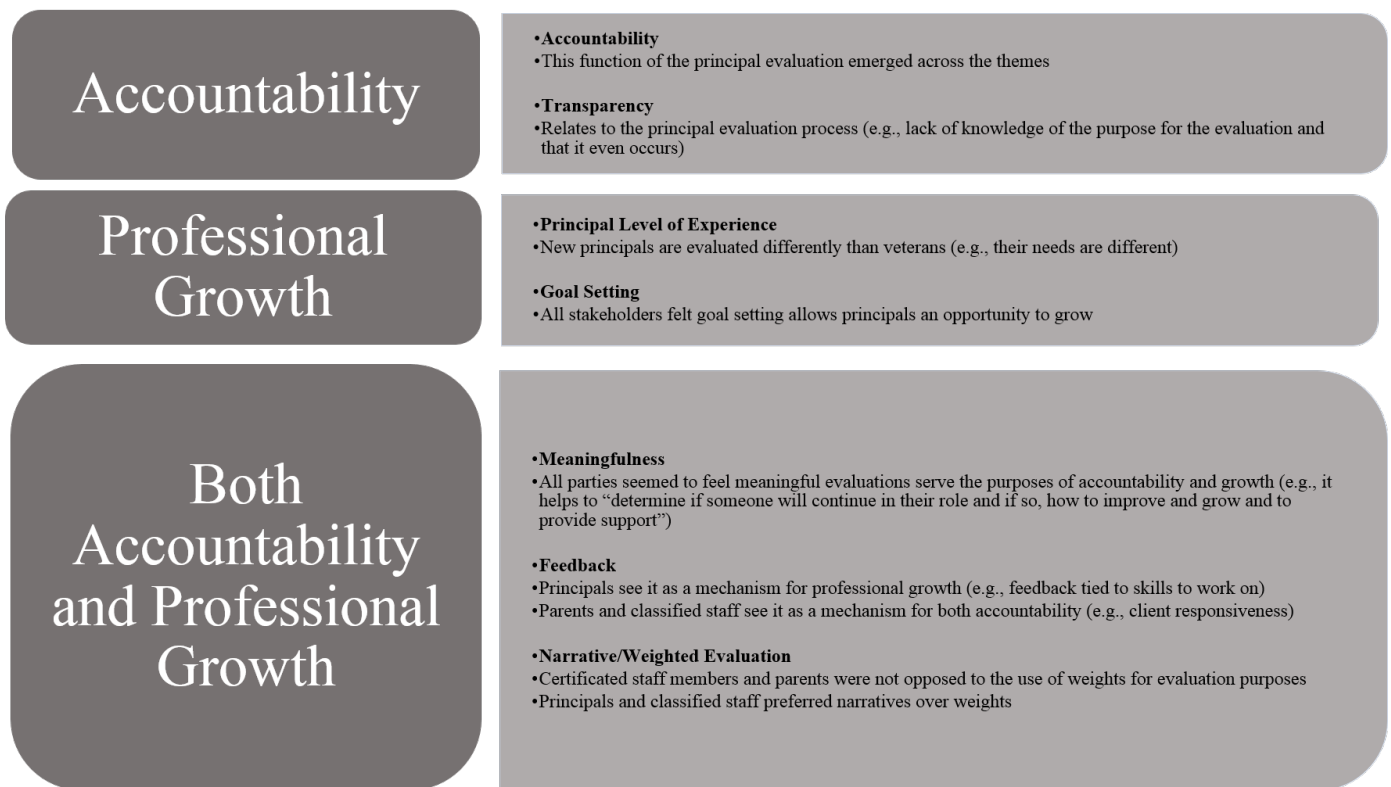 Accountability
•Accountability
•This function of the principal evaluation emerged across the themes
•Transparency
•Relates to the principal evaluation process (e.g., lack of knowledge of the purpose for the evaluation and
that it even occurs)
Professional
Growth
•Principal Level of Experience
•New principals are evaluated differently than veterans (e.g., their needs are different)
•Goal Setting
•All stakeholders felt goal setting allows principals an opportunity to grow
Both
Accountability
and Professional
Growth
•Meaningfulness
•All parties seemed to feel meaningful evaluations serve the purposes of accountability and growth (e.g., it
helps to “determine if someone will continue in their role and if so, how to improve and grow and to
provide support”)
•Feedback
•Principals see it as a mechanism for professional growth (e.g., feedback tied to skills to work on)
•Parents and classified staff see it as a mechanism for both accountability (e.g., client responsiveness)
•Narrative/Weighted Evaluation
•Certificated staff members and parents were not opposed to the use of weights for evaluation purposes
•Principals and classified staff preferred narratives over weights